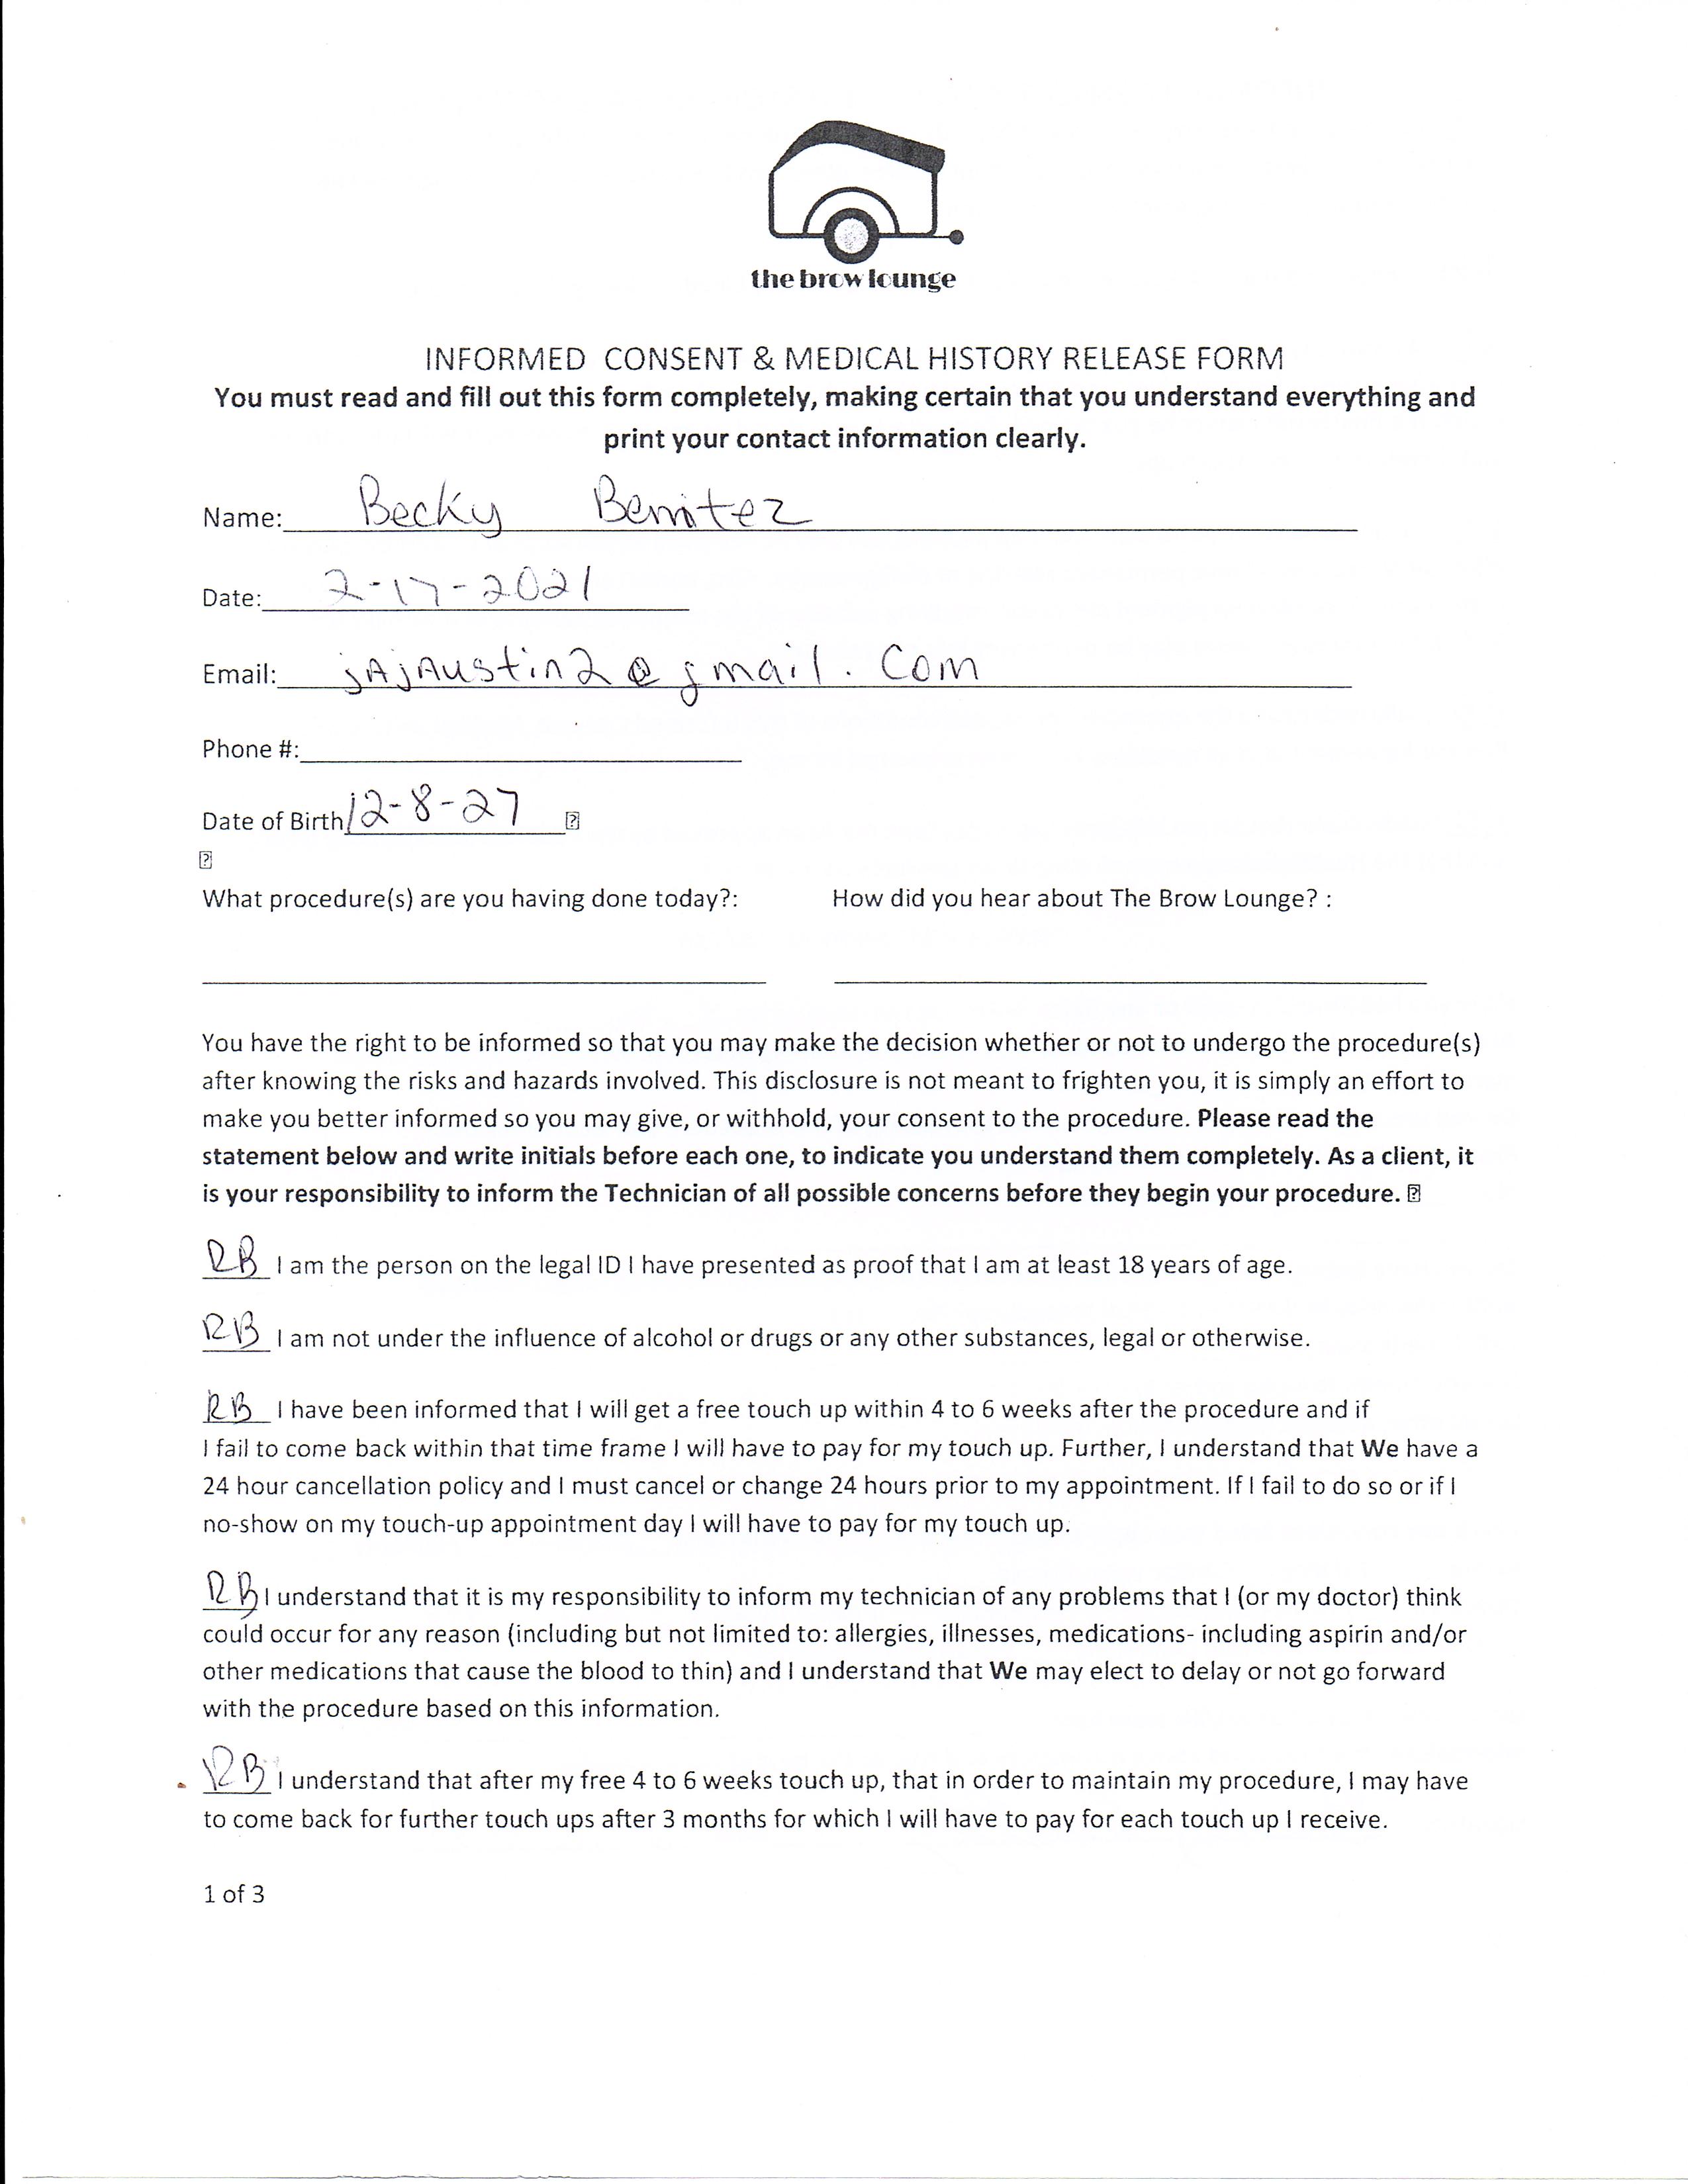 the brow lounge
INFORMED CONSENT & MEDICAL HISTORY RELEASE FORM
You must read and fill out this form completely, making certain that you understand everything and
print your contact information clearly.
Name: Becky Benitez
Date: 2-17-2021
Email: jAjAustin2@gmail.com
Phone #:
Date of Birth 12-8-27
What procedure(s) are you having done today?: How did you hear about The Brow Lounge? :
You have the right to be informed so that you may make the decision whether or not to undergo the procedure(s)
after knowing the risks and hazards involved. This disclosure is not meant to frighten you, it is simply an effort to
make you better informed so you may give, or withhold, your consent to the procedure. Please read the
statement below and write initials before each one, to indicate you understand them completely. As a client, it
is your responsibility to inform the Technician of all possible concerns before they begin your procedure.
RB I am the person on the legal ID I have presented as proof that I am at least 18 years of age.
RB I am not under the influence of alcohol or drugs or any other substances, legal or otherwise.
RB I have been informed that I will get a free touch up within 4 to 6 weeks after the procedure and if
I fail to come back within that time frame I will have to pay for my touch up. Further, I understand that We have a
24 hour cancellation policy and I must cancel or change 24 hours prior to my appointment. If I fail to do so or if I
no-show on my touch-up appointment day I will have to pay for my touch up.
RB I understand that it is my responsibility to inform my technician of any problems that I (or my doctor) think
could occur for any reason (including but not limited to: allergies, illnesses, medications- including aspirin and/or
other medications that cause the blood to thin) and I understand that We may elect to delay or not go forward
with the procedure based on this information.
RB I understand that after my free 4 to 6 weeks touch up, that in order to maintain my procedure, I may have
to come back for further touch ups after 3 months for which I will have to pay for each touch up I receive.
1 of 3